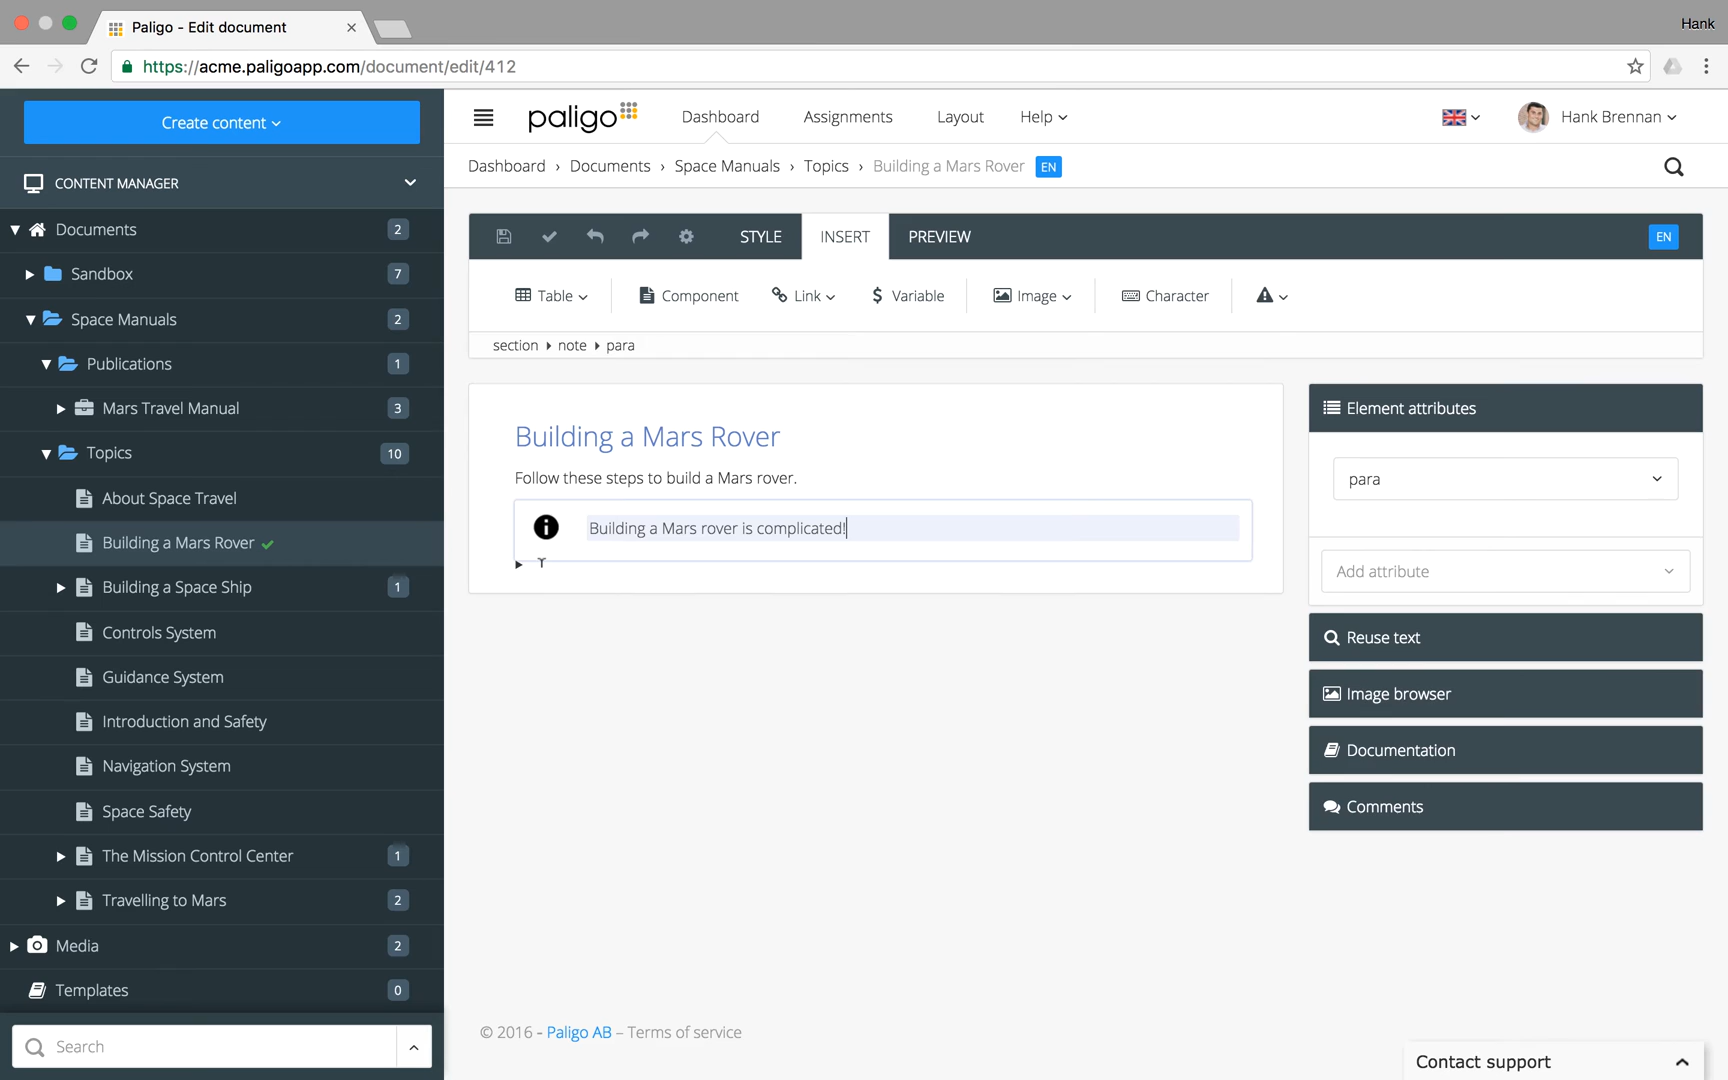 Paligo - Edit document
Hank
https://acme.paligoapp.com/document/edit/412
Create content
CONTENT MANAGER
Documents 2
Sandbox 7
Space Manuals 2
Publications 1
Mars Travel Manual 3
Topics 10
About Space Travel
Building a Mars Rover
Building a Space Ship 1
Controls System
Guidance System
Introduction and Safety
Navigation System
Space Safety
The Mission Control Center 1
Travelling to Mars 2
Media 2
Templates 0
Search
paligo Dashboard Assignments Layout Help Hank Brennan
Dashboard › Documents › Space Manuals › Topics › Building a Mars Rover EN
STYLE INSERT PREVIEW EN
Table Component Link $ Variable Image Character
section note para
Building a Mars Rover
Follow these steps to build a Mars rover.
Building a Mars rover is complicated!
Element attributes
para
Add attribute
Reuse text
Image browser
Documentation
Comments
© 2016 - Paligo AB – Terms of service
Contact support